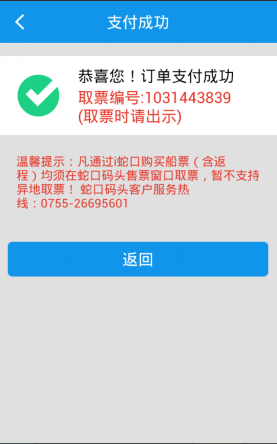 支付成功
恭喜您！订单支付成功
取票编号:1031443839
(取票时请出示)
温馨提示：凡通过i蛇口购买船票（含返
程）均须在蛇口码头售票窗口取票，暂不支持
异地取票！ 蛇口码头客户服务热
线：0755-26695601
返回